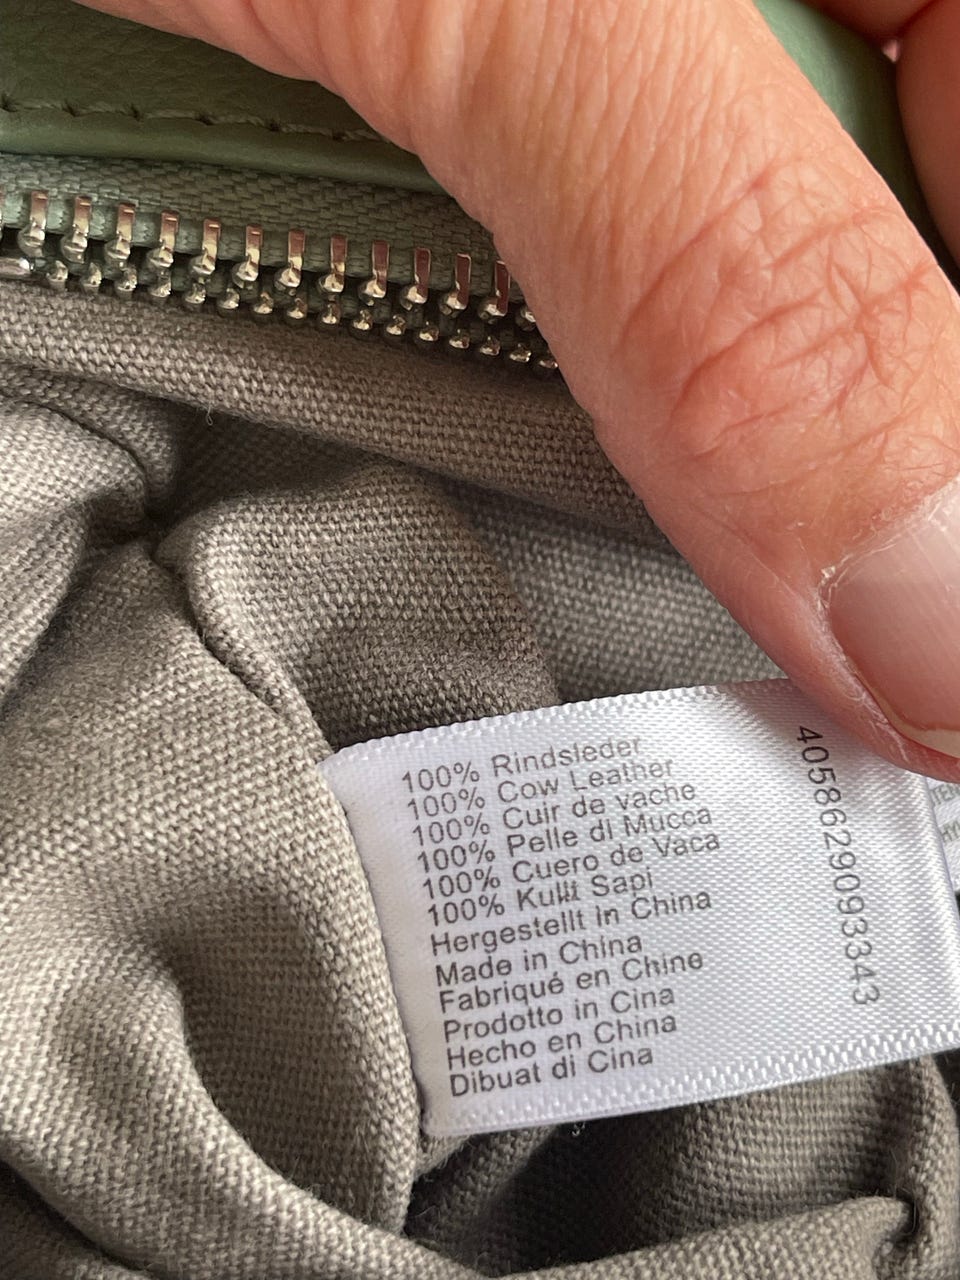 100% Rindsleder
100% Cow Leather
100% Cuir de vache
100% Pelle di Mucca
100% Cuero de Vaca
100% Kulit Sapi
Hergestellt in China
Made in China
Fabriqué en Chine
Prodotto in Cina
Hecho en China
Dibuat di Cina
4058629093343